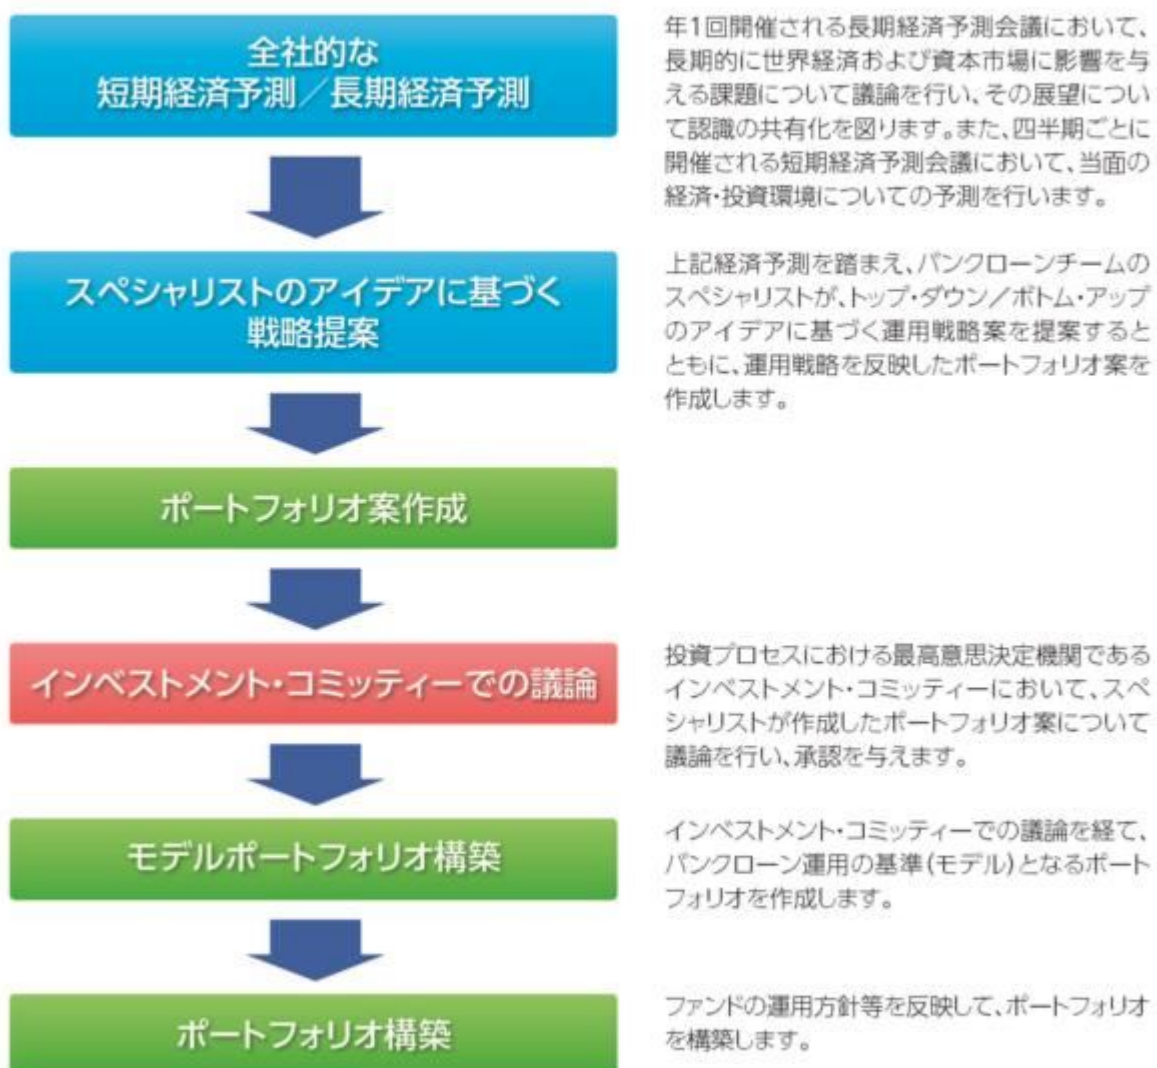 全社的な
短期経済予測／長期経済予測
年1回開催される長期経済予測会議において、
長期的に世界経済および資本市場に影響を与
える課題について議論を行い、その展望につい
て認識の共有化を図ります。また、四半期ごとに
開催される短期経済予測会議において、当面の
経済・投資環境についての予測を行います。
スペシャリストのアイデアに基づく
戦略提案
上記経済予測を踏まえ、バンクローンチームの
スペシャリストが、トップ・ダウン／ボトム・アップ
のアイデアに基づく運用戦略案を提案すると
ともに、運用戦略を反映したポートフォリオ案を
作成します。
ポートフォリオ案作成
インベストメント・コミッティーでの議論
投資プロセスにおける最高意思決定機関である
インベストメント・コミッティーにおいて、スペ
シャリストが作成したポートフォリオ案について
議論を行い、承認を与えます。
モデルポートフォリオ構築
インベストメント・コミッティーでの議論を経て、
バンクローン運用の基準(モデル)となるポート
フォリオを作成します。
ポートフォリオ構築
ファンドの運用方針等を反映して、ポートフォリオ
を構築します。